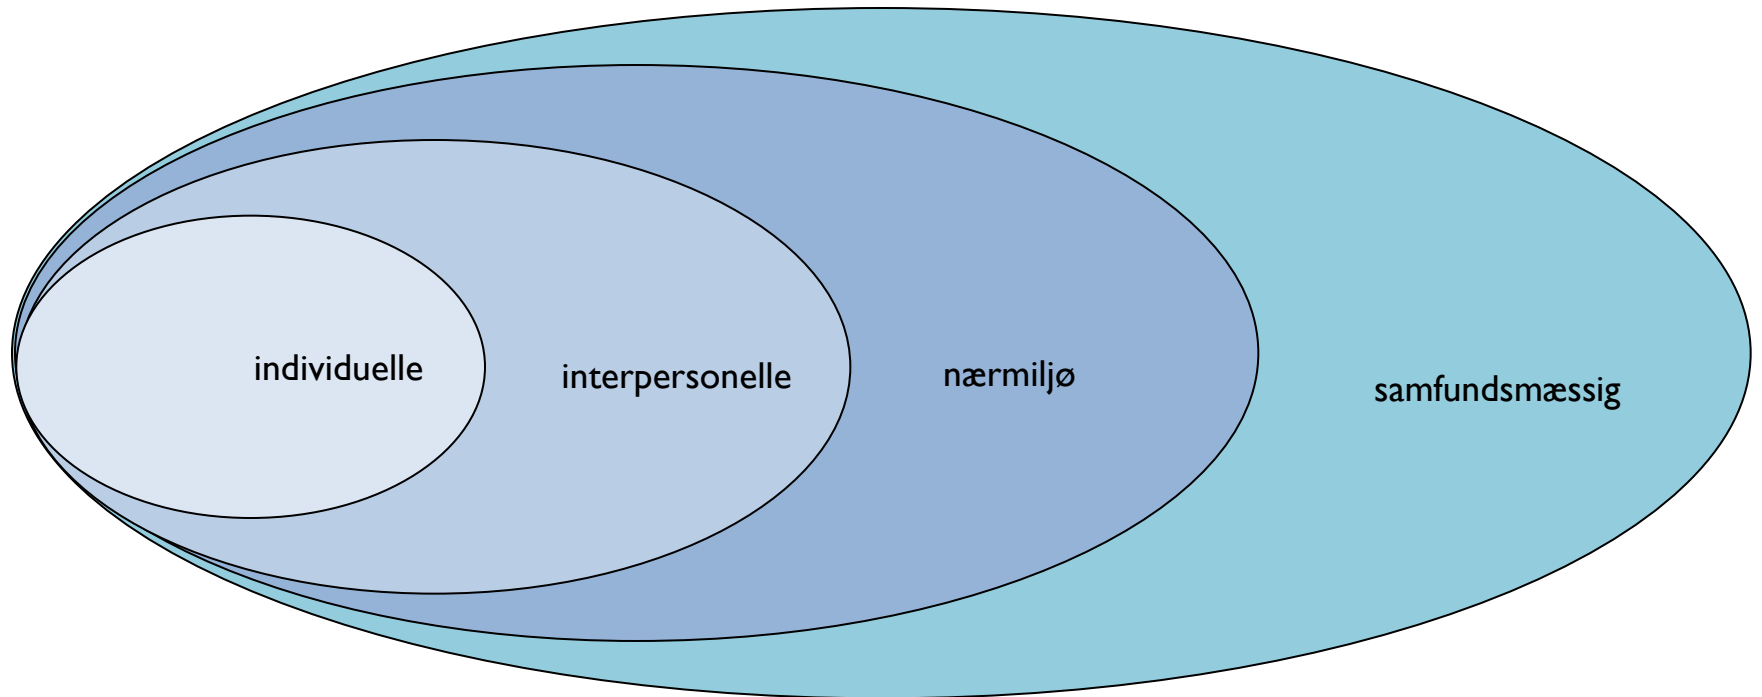 individuelle
interpersonelle
nærmiljø
samfundsmæssig